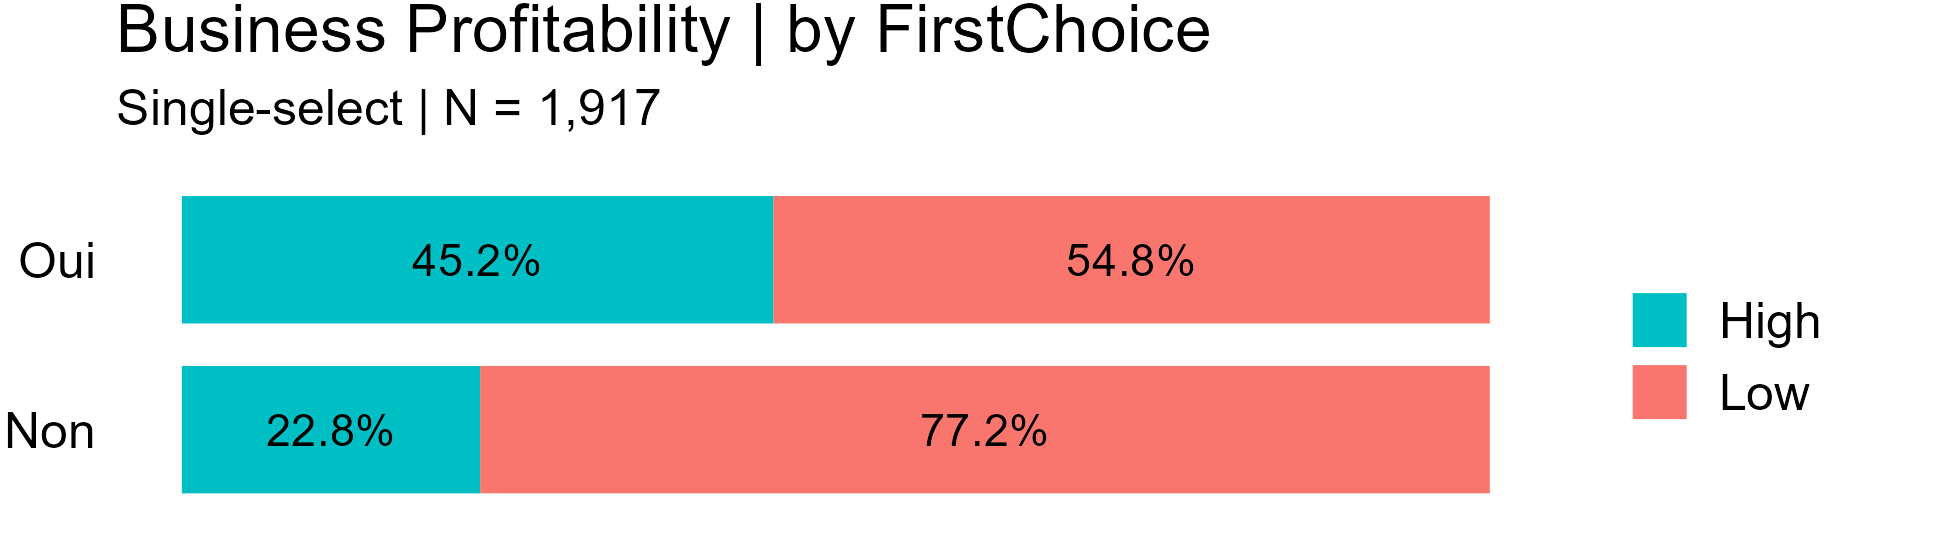 Business Profitability | by FirstChoice
Single-select | N = 1,917
Oui
45.2%
54.8%
Non
22.8%
77.2%
High
Low